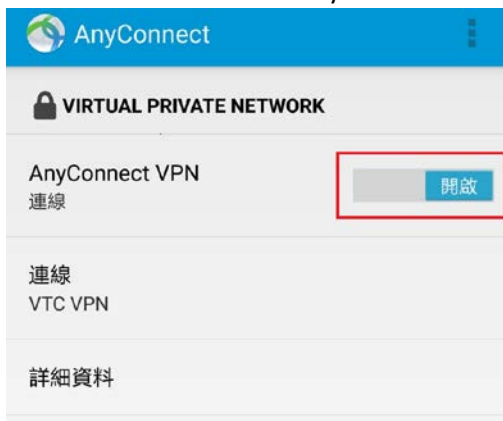 AnyConnect
VIRTUAL PRIVATE NETWORK
AnyConnect VPN
開啟
連線
連線
VTC VPN
詳細資料